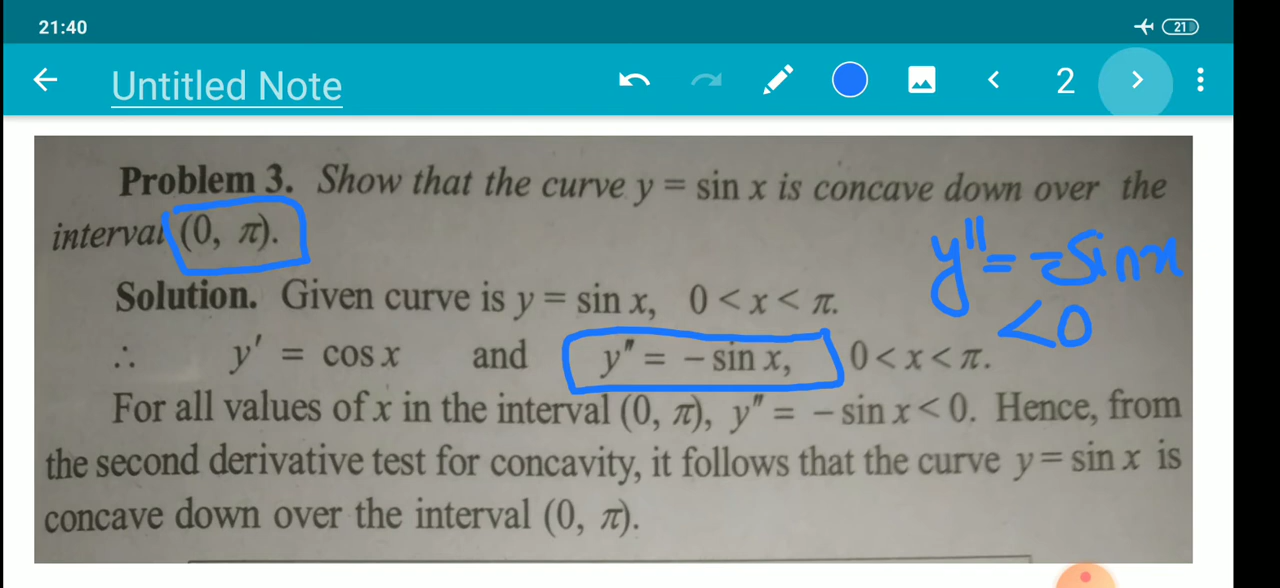 21:40
21
Untitled Note
2
Problem 3. Show that the curve y = sin x is concave down over the
interval (0, π).
y" = -sinx
<0
Solution. Given curve is y = sin x, 0 < x < π.
∴ y' = cos x and y" = – sin x, 0 < x < π.
For all values of x in the interval (0, π), y" = – sin x < 0. Hence, from
the second derivative test for concavity, it follows that the curve y = sin x is
concave down over the interval (0, π).